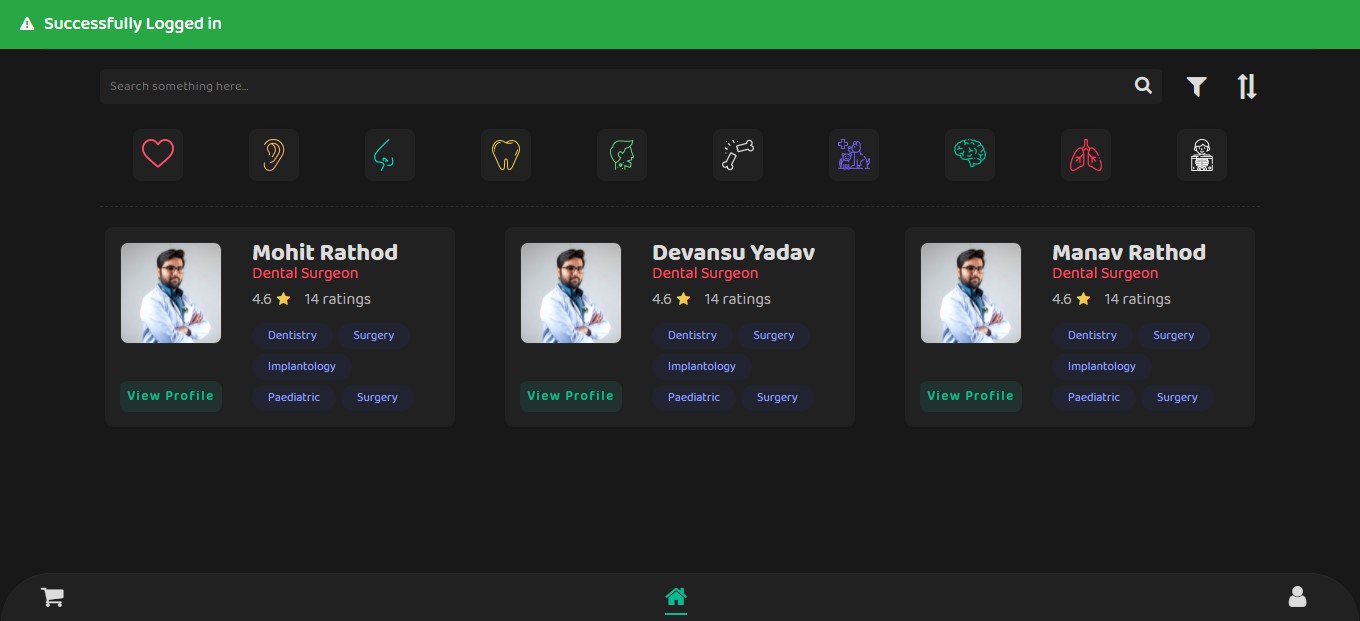 Successfully Logged in
Search something here...
Mohit Rathod
Dental Surgeon
4.6 14 ratings
Dentistry Surgery
Implantology
Paediatric Surgery
View Profile
Devansu Yadav
Dental Surgeon
4.6 14 ratings
Dentistry Surgery
Implantology
Paediatric Surgery
View Profile
Manav Rathod
Dental Surgeon
4.6 14 ratings
Dentistry Surgery
Implantology
Paediatric Surgery
View Profile